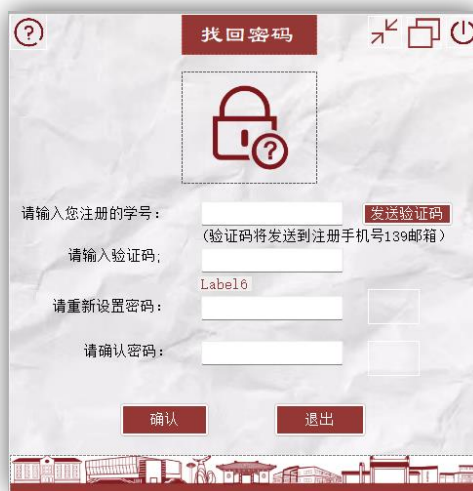 找回密码
请输入您注册的学号：
发送验证码
（验证码将发送到注册手机号139邮箱）
请输入验证码;
Label6
请重新设置密码：
请确认密码：
确认
退出